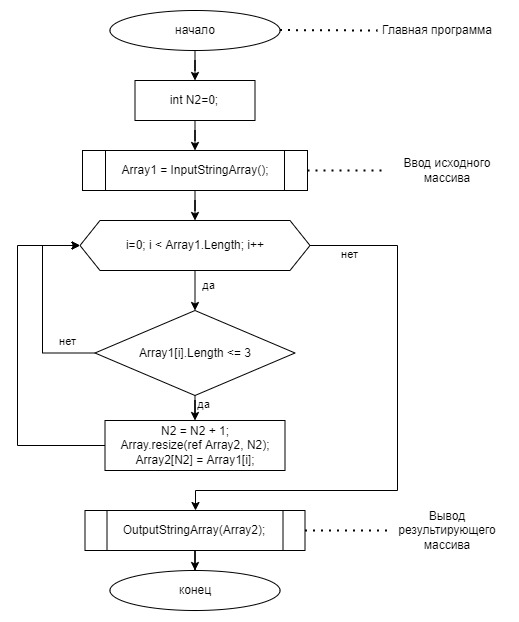 начало
Главная программа
int N2=0;
Array1 = InputStringArray();
Ввод исходного
массива
i=0; i < Array1.Length; i++
нет
да
нет
Array1[i].Length <= 3
да
N2 = N2 + 1;
Array.resize(ref Array2, N2);
Array2[N2] = Array1[i];
OutputStringArray(Array2);
Вывод
результирующего
массива
конец